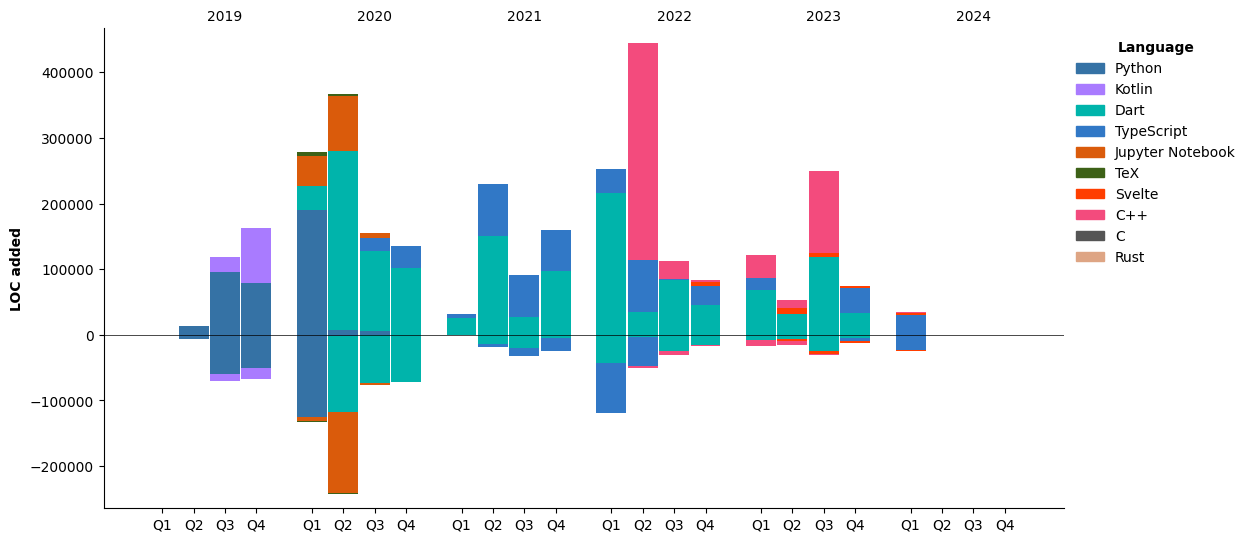 2019 2020 2021 2022 2023 2024
LOC added
400000
300000
200000
100000
0
−100000
−200000
Q1 Q2 Q3 Q4 Q1 Q2 Q3 Q4 Q1 Q2 Q3 Q4 Q1 Q2 Q3 Q4 Q1 Q2 Q3 Q4 Q1 Q2 Q3 Q4
Language
Python
Kotlin
Dart
TypeScript
Jupyter Notebook
TeX
Svelte
C++
C
Rust